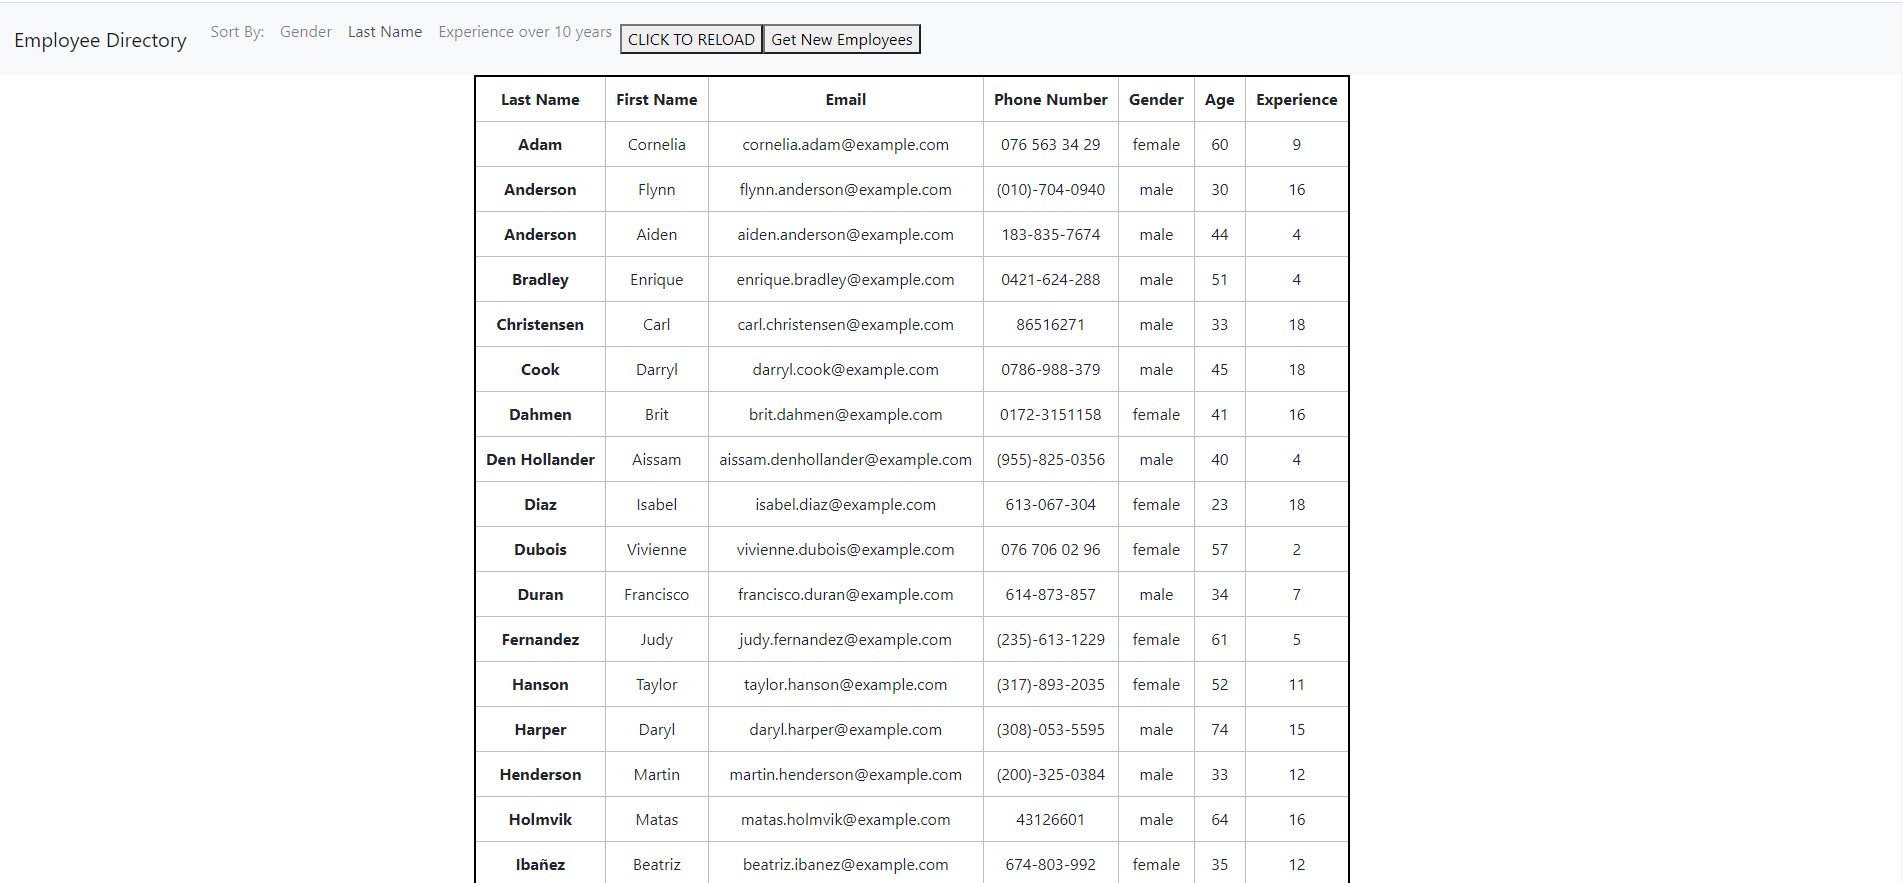 Employee Directory Sort By: Gender Last Name Experience over 10 years CLICK TO RELOAD Get New Employees
Last Name First Name Email Phone Number Gender Age Experience
Adam Cornelia cornelia.adam@example.com 076 563 34 29 female 60 9
Anderson Flynn flynn.anderson@example.com (010)-704-0940 male 30 16
Anderson Aiden aiden.anderson@example.com 183-835-7674 male 44 4
Bradley Enrique enrique.bradley@example.com 0421-624-288 male 51 4
Christensen Carl carl.christensen@example.com 86516271 male 33 18
Cook Darryl darryl.cook@example.com 0786-988-379 male 45 18
Dahmen Brit brit.dahmen@example.com 0172-3151158 female 41 16
Den Hollander Aissam aissam.denhollander@example.com (955)-825-0356 male 40 4
Diaz Isabel isabel.diaz@example.com 613-067-304 female 23 18
Dubois Vivienne vivienne.dubois@example.com 076 706 02 96 female 57 2
Duran Francisco francisco.duran@example.com 614-873-857 male 34 7
Fernandez Judy judy.fernandez@example.com (235)-613-1229 female 61 5
Hanson Taylor taylor.hanson@example.com (317)-893-2035 female 52 11
Harper Daryl daryl.harper@example.com (308)-053-5595 male 74 15
Henderson Martin martin.henderson@example.com (200)-325-0384 male 33 12
Holmvik Matas matas.holmvik@example.com 43126601 male 64 16
Ibañez Beatriz beatriz.ibanez@example.com 674-803-992 female 35 12